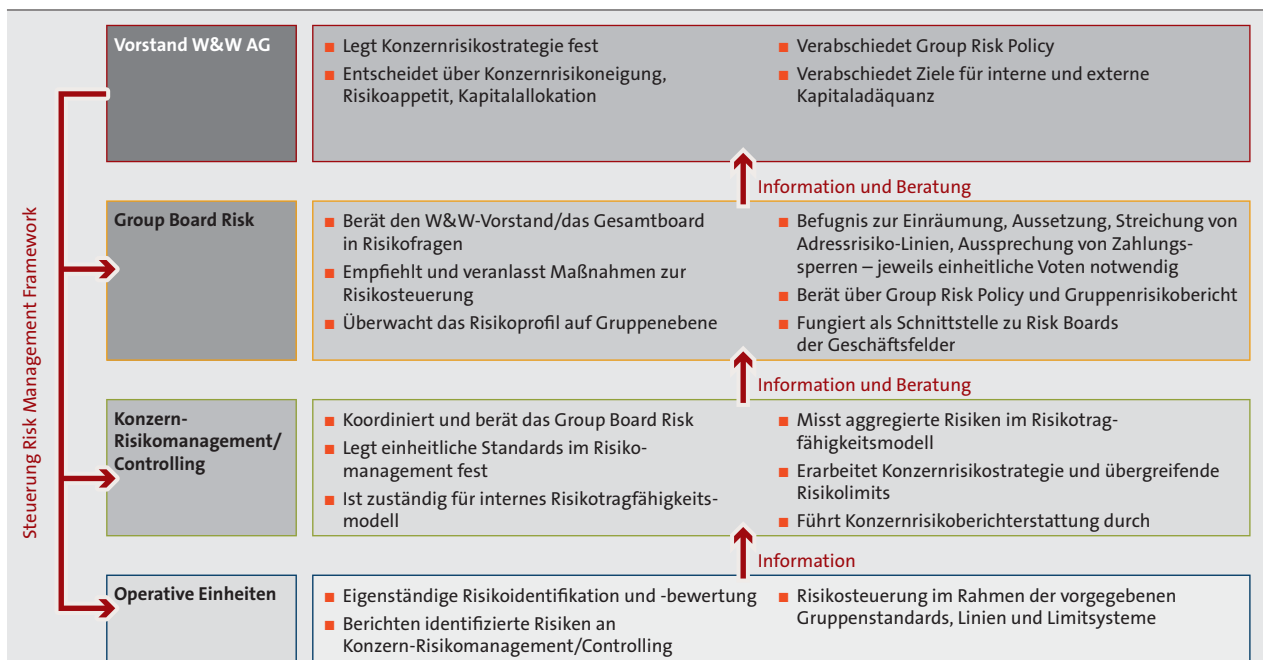 Steuerung Risk Management Framework
Vorstand W&W AG
Legt Konzernrisikostrategie fest
Entscheidet über Konzernrisikoneigung,
Risikoappetit, Kapitalallokation
Verabschiedet Group Risk Policy
Verabschiedet Ziele für interne und externe
Kapitaladäquanz
Information und Beratung
Group Board Risk
Berät den W&W-Vorstand/das Gesamtboard
in Risikofragen
Empfiehlt und veranlasst Maßnahmen zur
Risikosteuerung
Überwacht das Risikoprofil auf Gruppenebene
Befugnis zur Einräumung, Aussetzung, Streichung von
Adressrisiko-Linien, Aussprechung von Zahlungs-
sperren – jeweils einheitliche Voten notwendig
Berät über Group Risk Policy und Gruppenrisikobericht
Fungiert als Schnittstelle zu Risk Boards
der Geschäftsfelder
Information und Beratung
Konzern-
Risikomanagement/
Controlling
Koordiniert und berät das Group Board Risk
Legt einheitliche Standards im Risiko-
management fest
Ist zuständig für internes Risikotragfähigkeits-
modell
Misst aggregierte Risiken im Risikotrag-
fähigkeitsmodell
Erarbeitet Konzernrisikostrategie und übergreifende
Risikolimits
Führt Konzernrisikoberichterstattung durch
Information
Operative Einheiten
Eigenständige Risikoidentifikation und -bewertung
Berichten identifizierte Risiken an
Konzern-Risikomanagement/Controlling
Risikosteuerung im Rahmen der vorgegebenen
Gruppenstandards, Linien und Limitsysteme